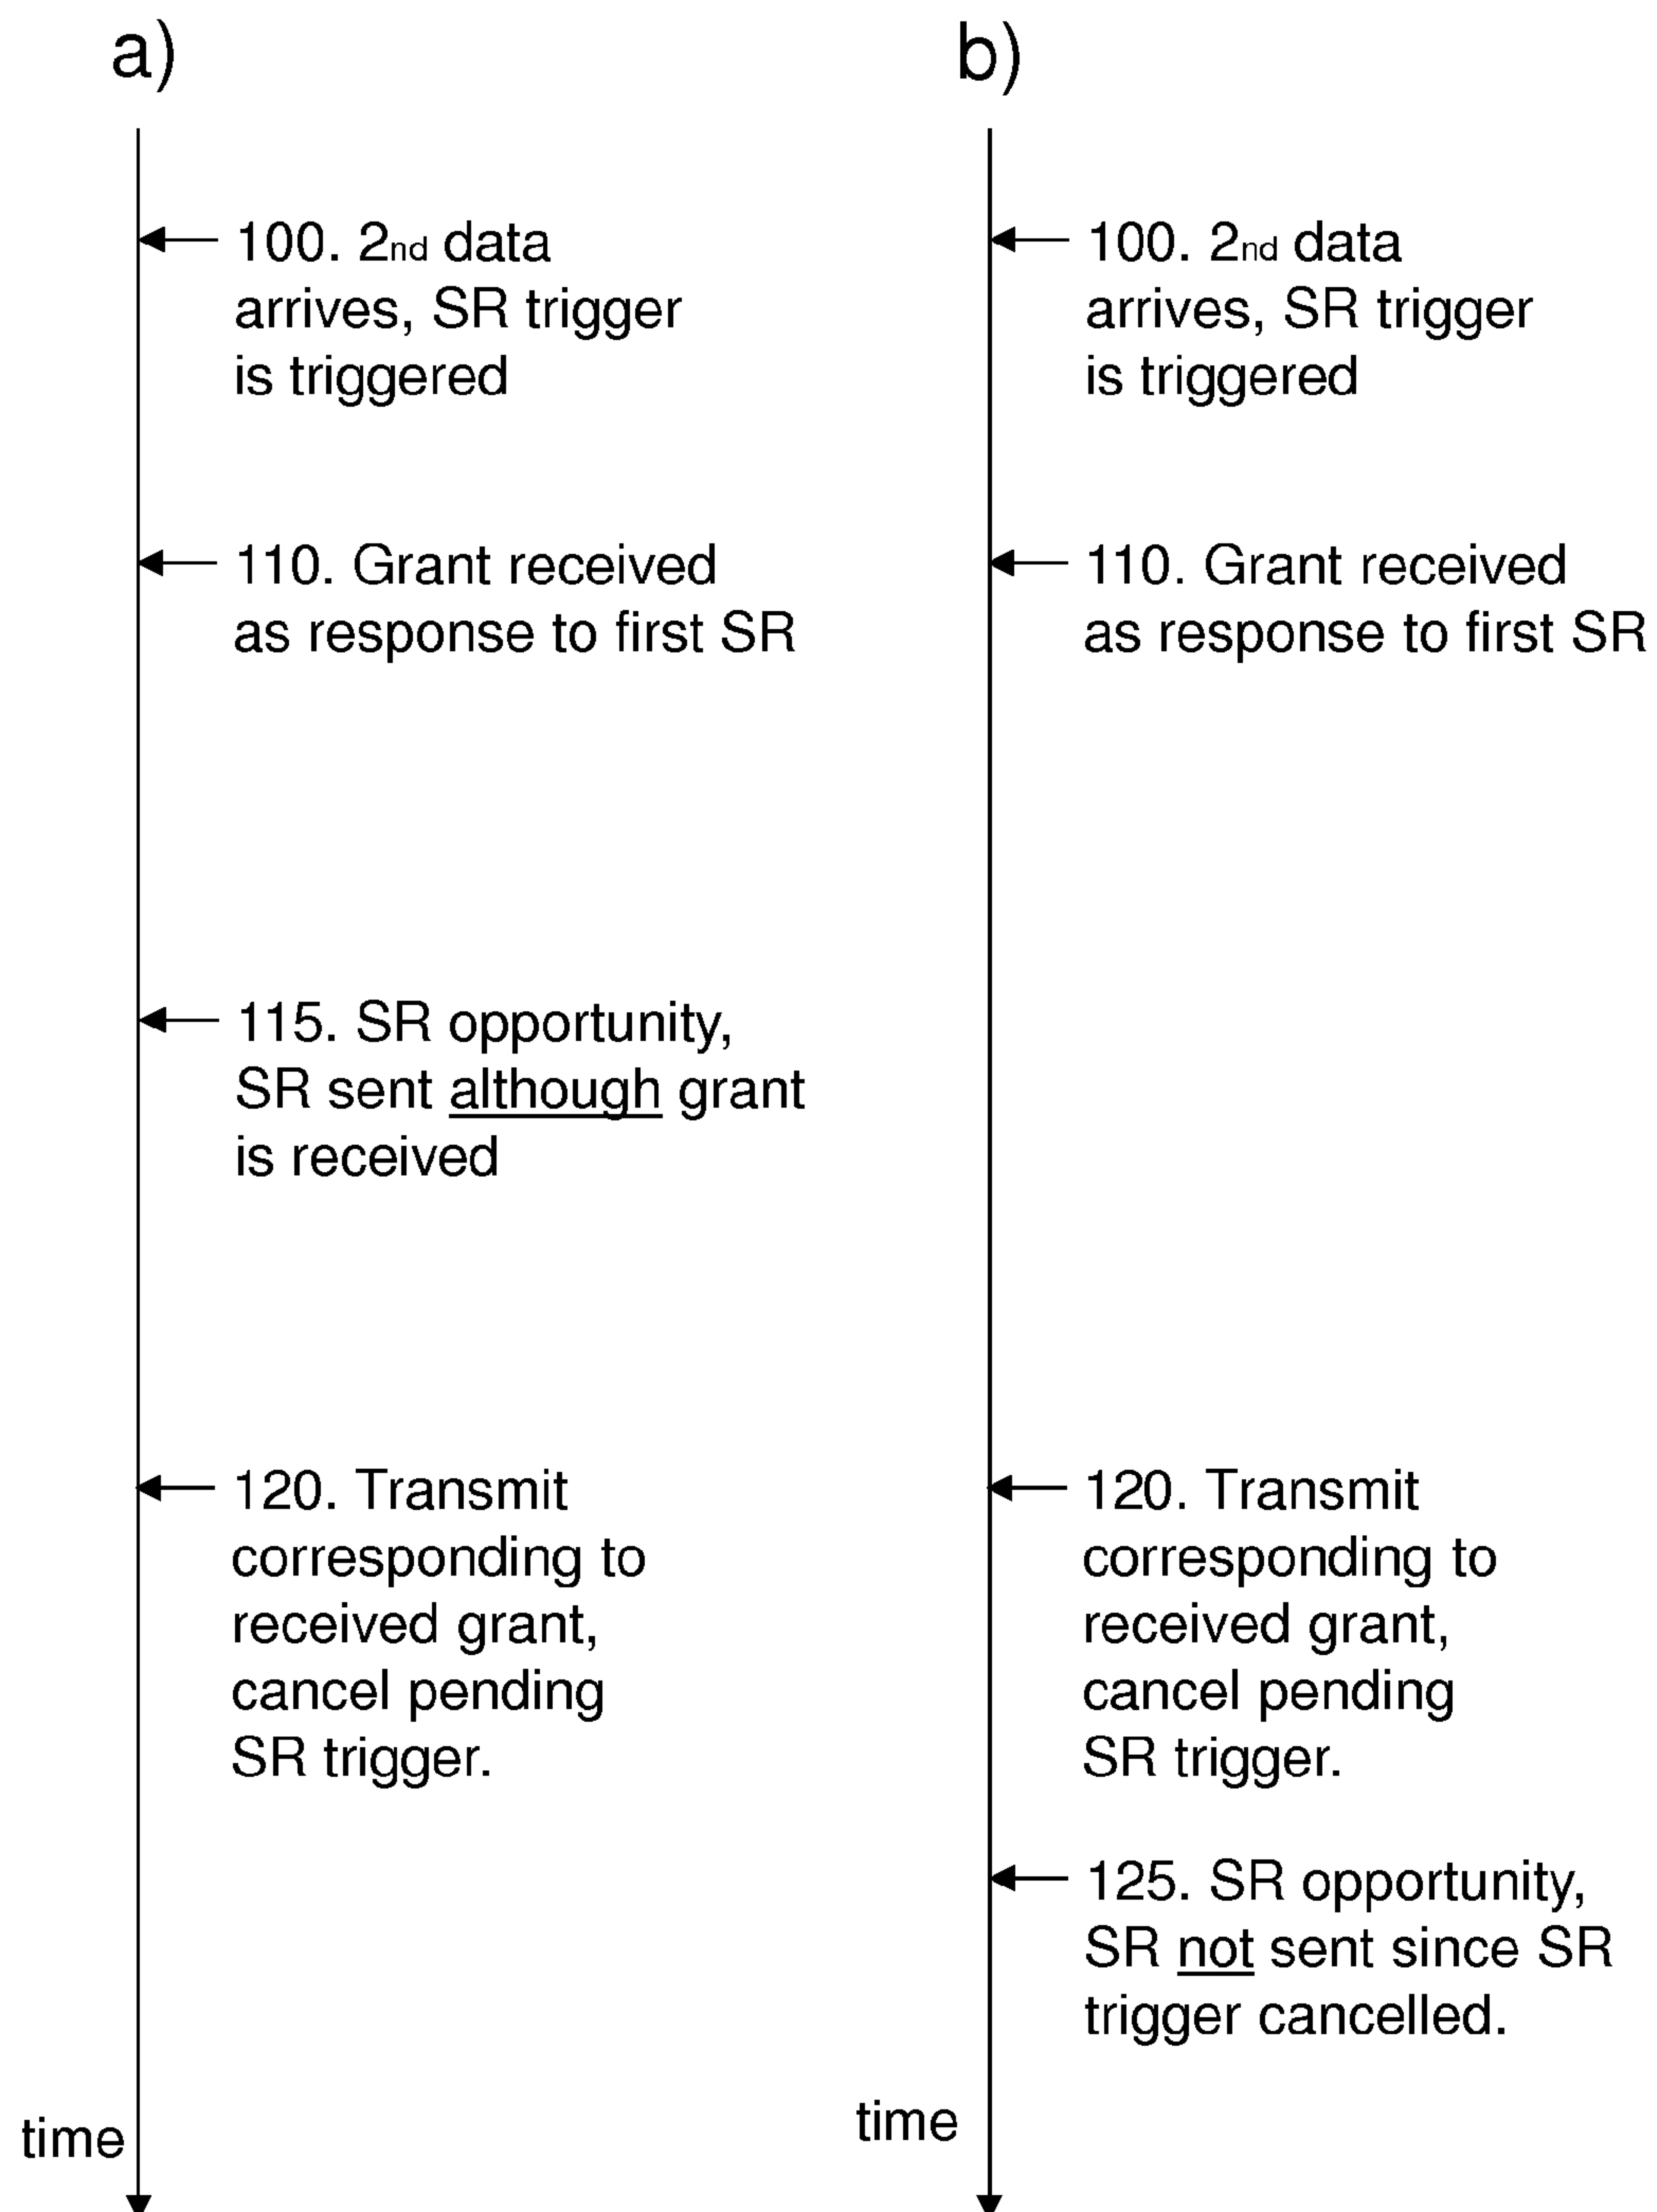 a)
100. 2nd data
arrives, SR trigger
is triggered
110. Grant received
as response to first SR
115. SR opportunity,
SR sent although grant
is received
120. Transmit
corresponding to
received grant,
cancel pending
SR trigger.
time
b)
100. 2nd data
arrives, SR trigger
is triggered
110. Grant received
as response to first SR
120. Transmit
corresponding to
received grant,
cancel pending
SR trigger.
125. SR opportunity,
SR not sent since SR
trigger cancelled.
time